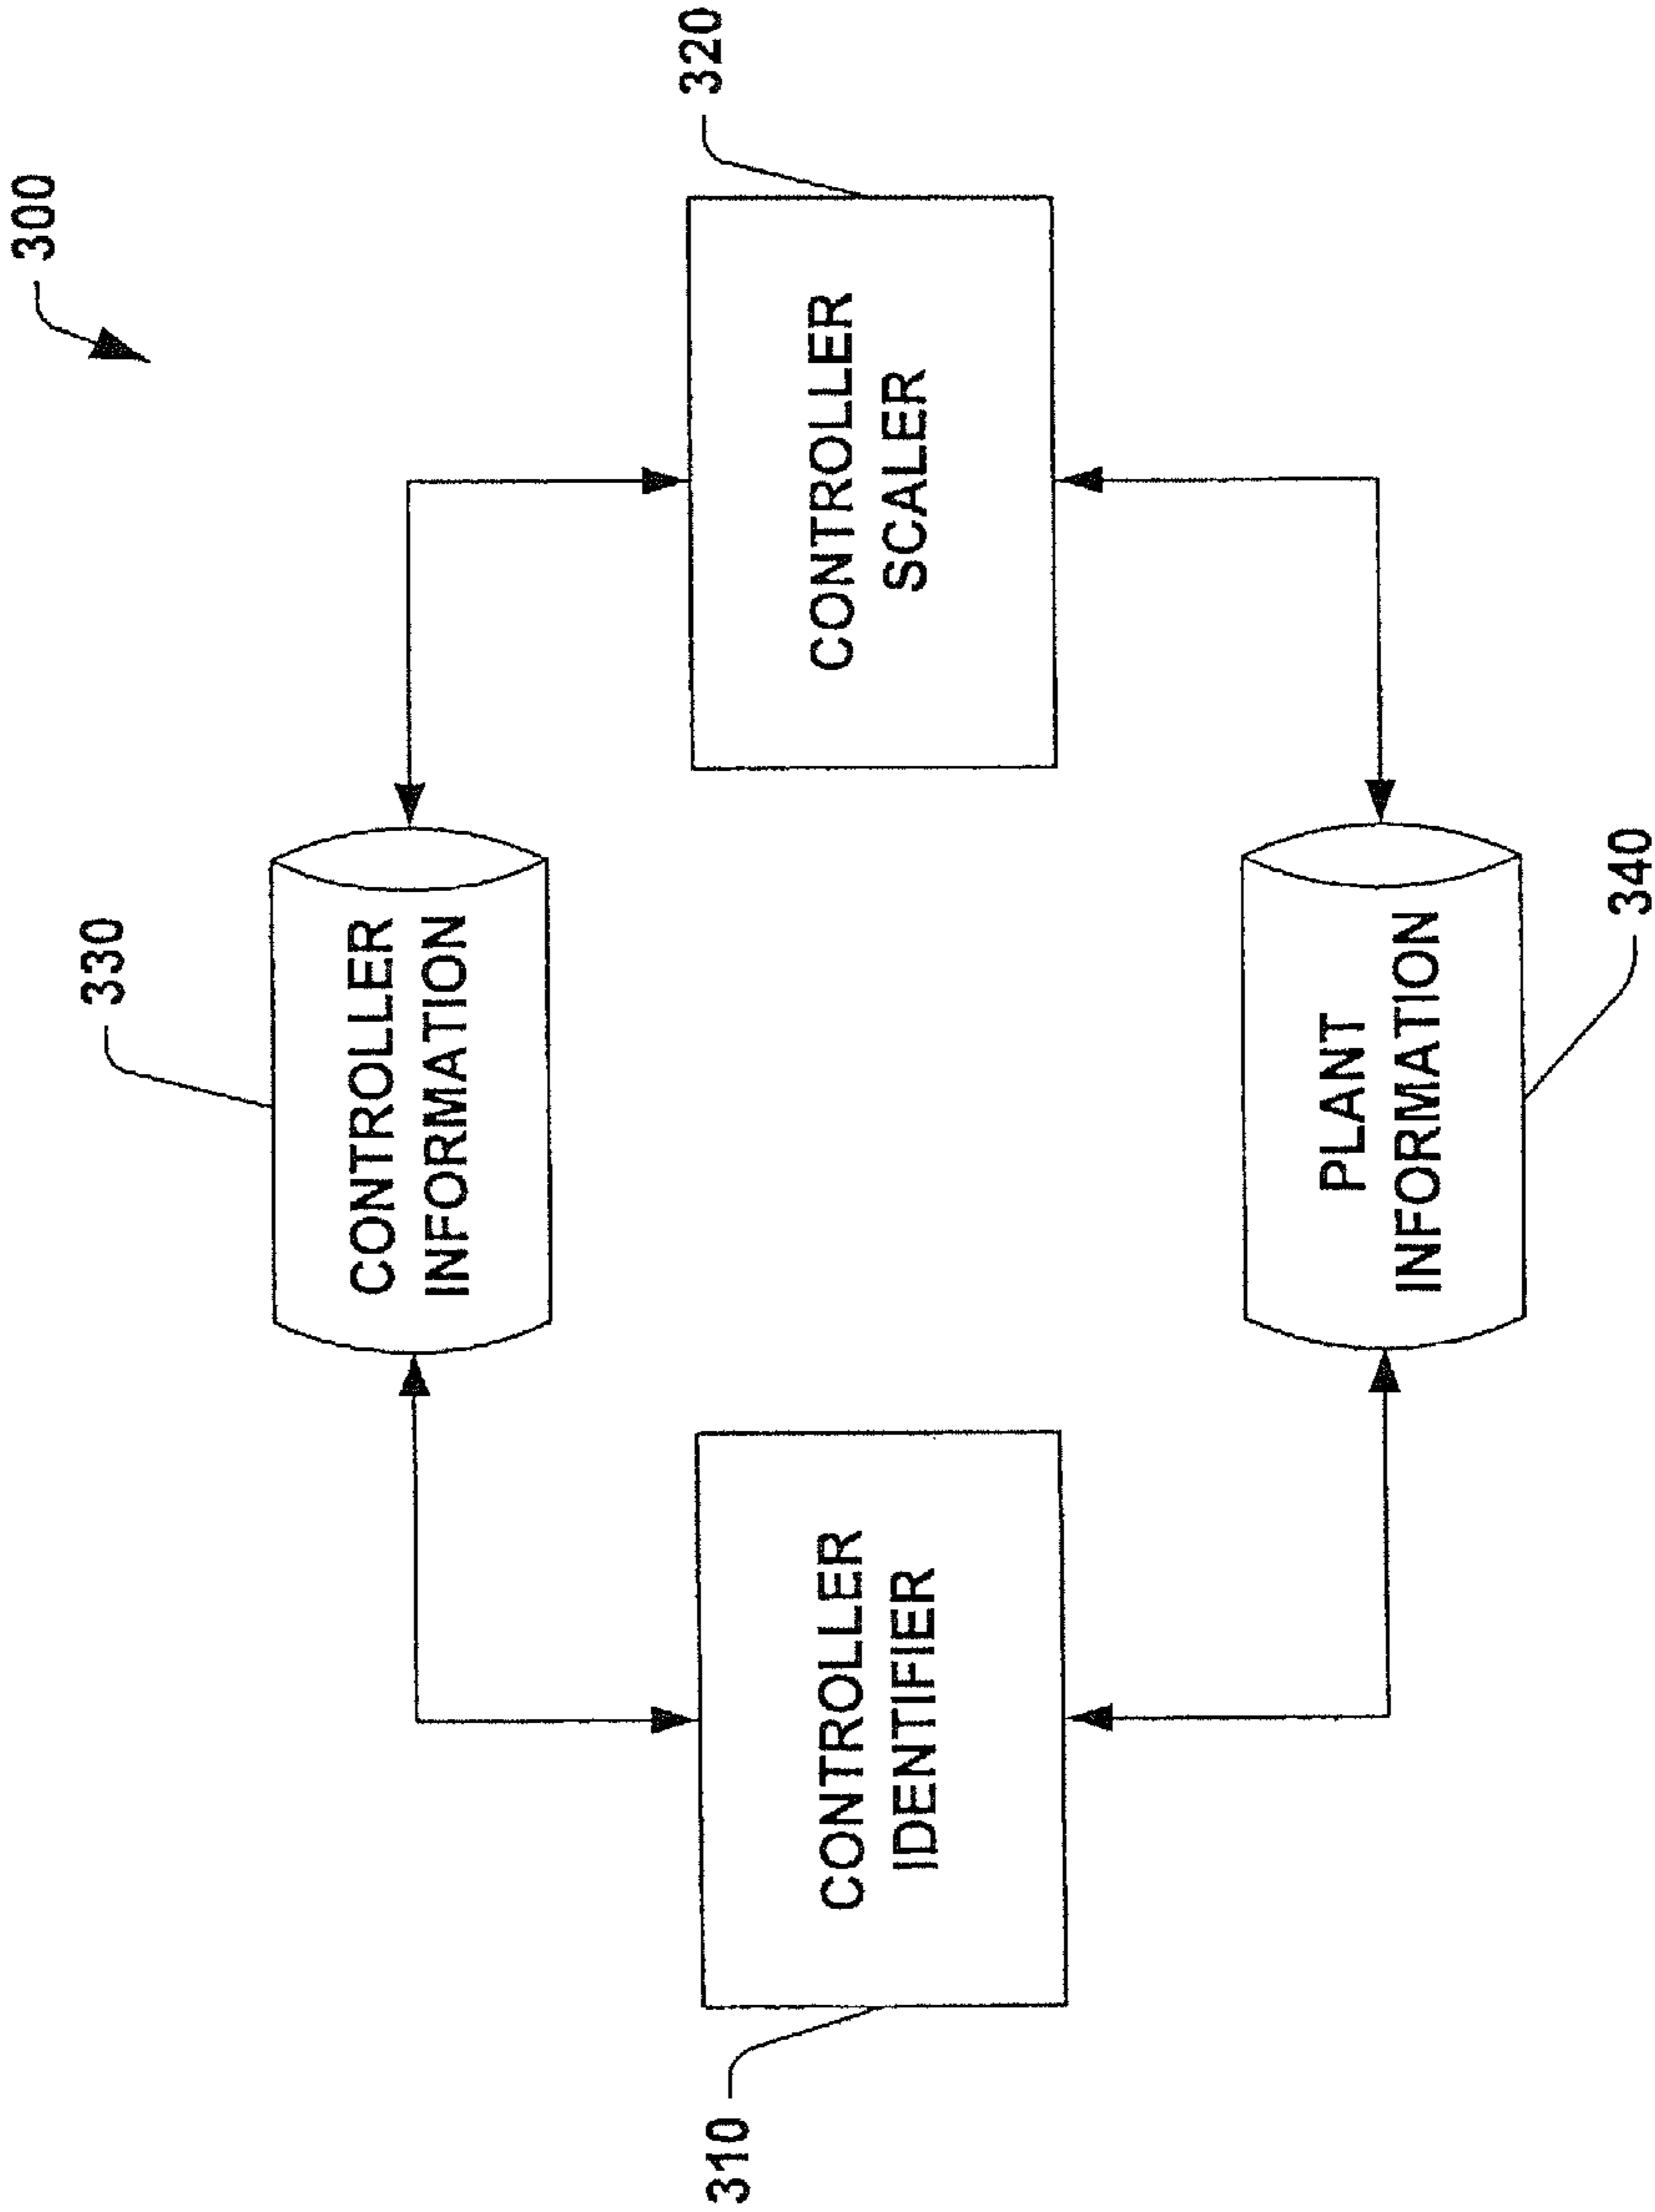 300
330
CONTROLLER
INFORMATION
310
CONTROLLER
IDENTIFIER
CONTROLLER
SCALER
320
PLANT
INFORMATION
340